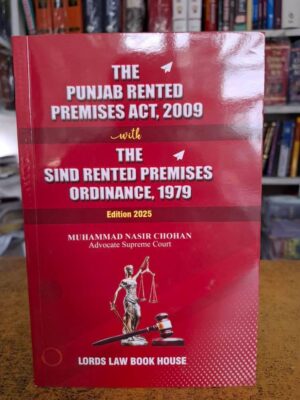 THE
PUNJAB RENTED
PREMISES ACT, 2009
with
THE
SIND RENTED PREMISES
ORDINANCE, 1979
Edition 2025
MUHAMMAD NASIR CHOHAN
Advocate Supreme Court
LORDS LAW BOOK HOUSE